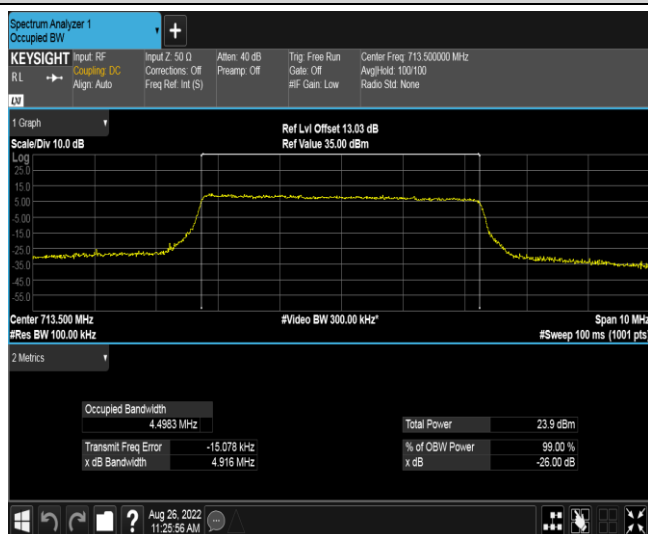 Spectrum Analyzer 1
Occupied BW
+
KEYSIGHT
RL
LXI
Input: RF
Coupling: DC
Align: Auto
Input Z: 50 Ω
Corrections: Off
Freq Ref: Int (S)
Atten: 40 dB
Preamp: Off
Trig: Free Run
Gate: Off
#IF Gain: Low
Center Freq: 713.500000 MHz
Avg|Hold: 100/100
Radio Std: None
1 Graph
Scale/Div 10.0 dB
Ref Lvl Offset 13.03 dB
Ref Value 35.00 dBm
Log
25.0
15.0
5.00
-5.00
-15.0
-25.0
-35.0
-45.0
-55.0
Center 713.500 MHz
#Res BW 100.00 kHz
#Video BW 300.00 kHz*
Span 10 MHz
#Sweep 100 ms (1001 pts)
2 Metrics
Occupied Bandwidth
4.4983 MHz
Transmit Freq Error -15.078 kHz
x dB Bandwidth 4.916 MHz
Total Power 23.9 dBm
% of OBW Power 99.00 %
x dB -26.00 dB
?
Aug 26, 2022
11:25:56 AM